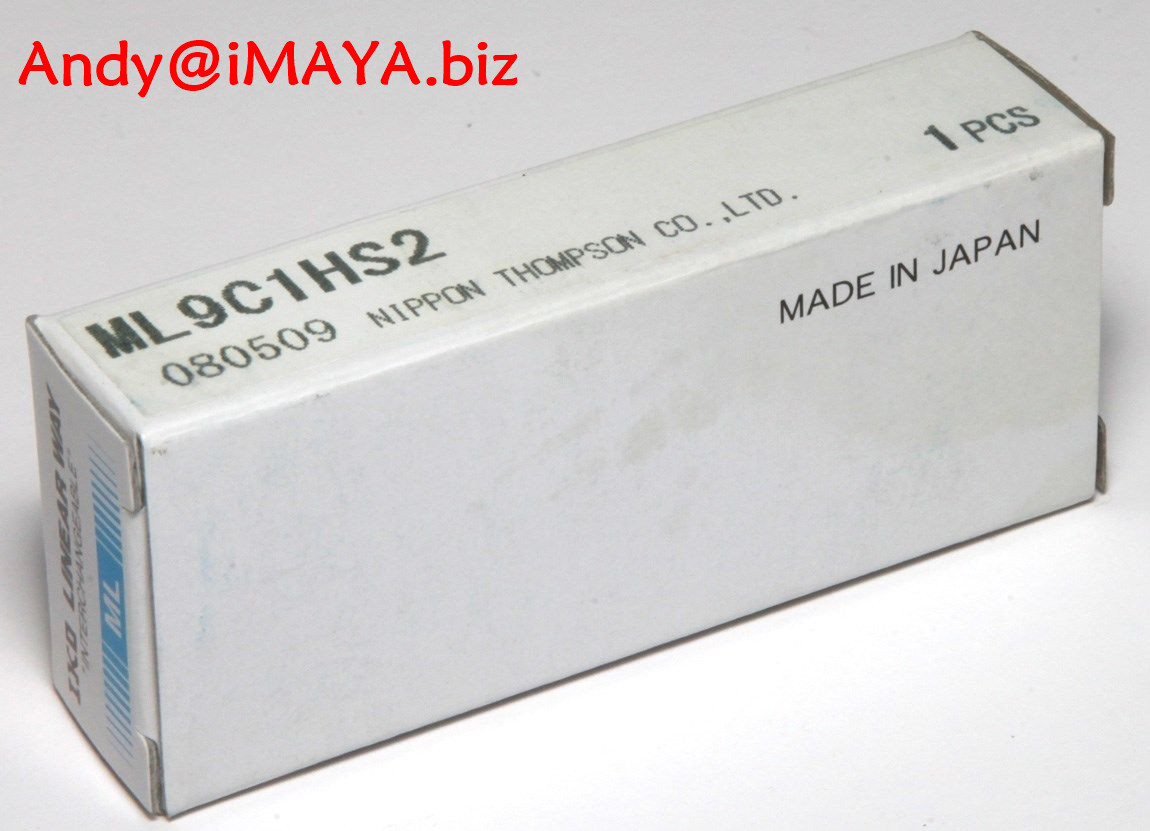 Andy@iMAYA.biz
1 PCS
ML9C1HS2
080509 NIPPON THOMPSON CO.,LTD.
MADE IN JAPAN
IKO LINEAR WAY
"INTERCHANGEABLE"
ML